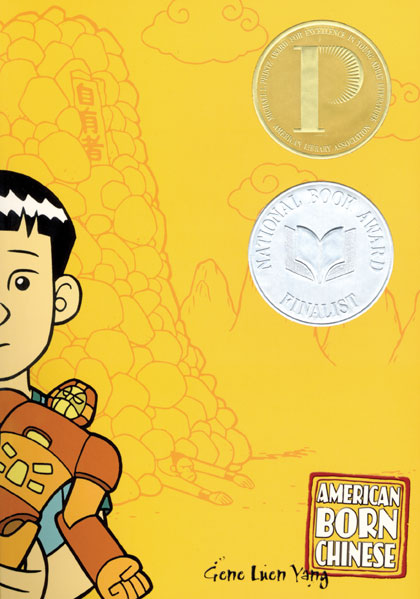 MICHAEL L. PRINTZ AWARD FOR EXCELLENCE IN YOUNG ADULT LITERATURE
P
AMERICAN LIBRARY ASSOCIATION
自有者
NATIONAL BOOK AWARD
FINALIST
AMERICAN
BORN
CHINESE
Gene Luen Yang